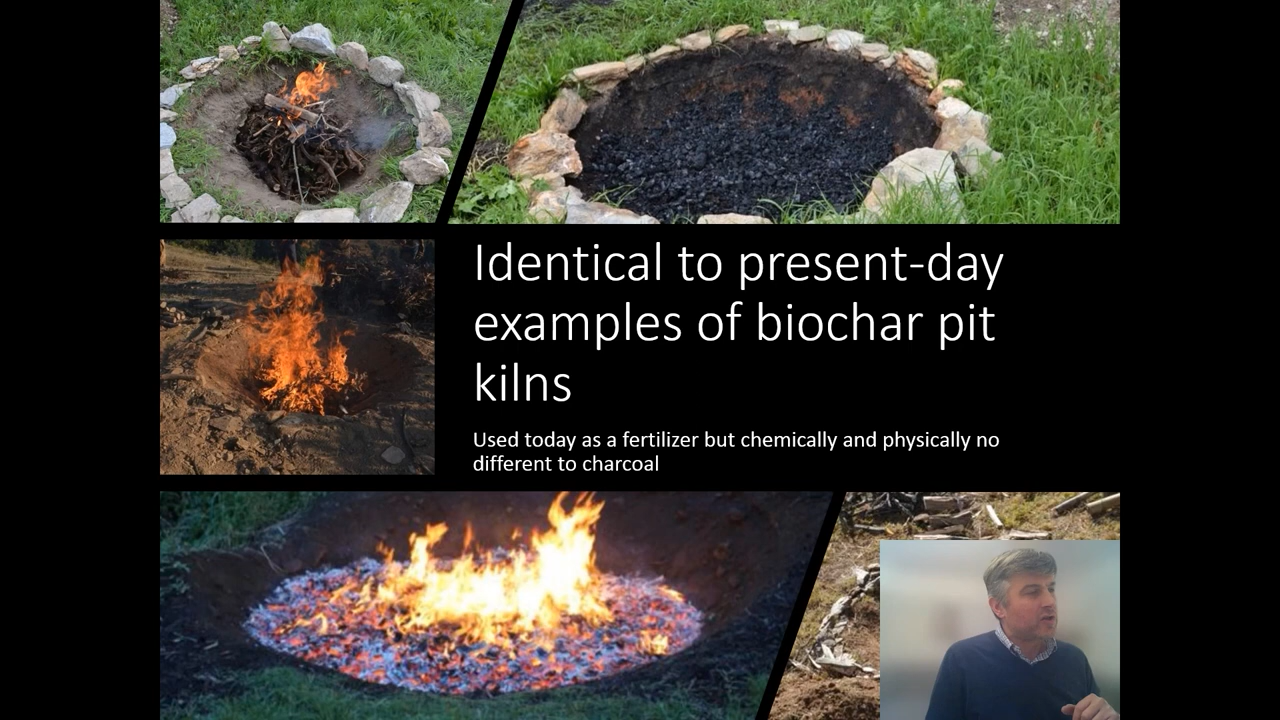 Identical to present-day
examples of biochar pit
kilns
Used today as a fertilizer but chemically and physically no
different to charcoal